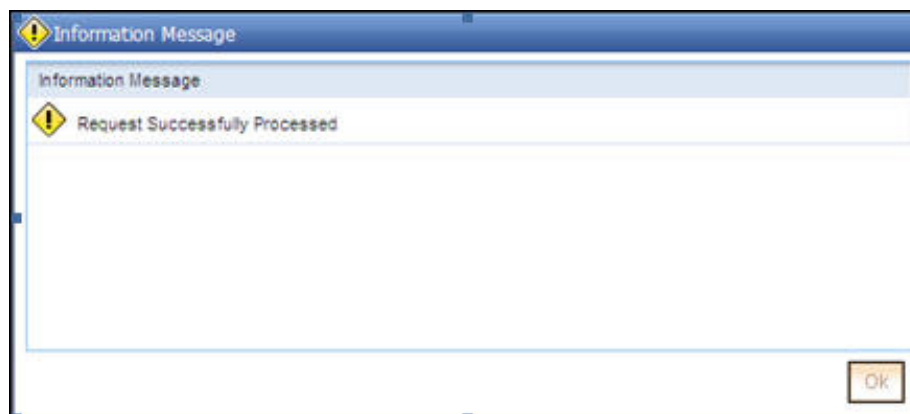 Information Message
Information Message
Request Successfully Processed
Ok